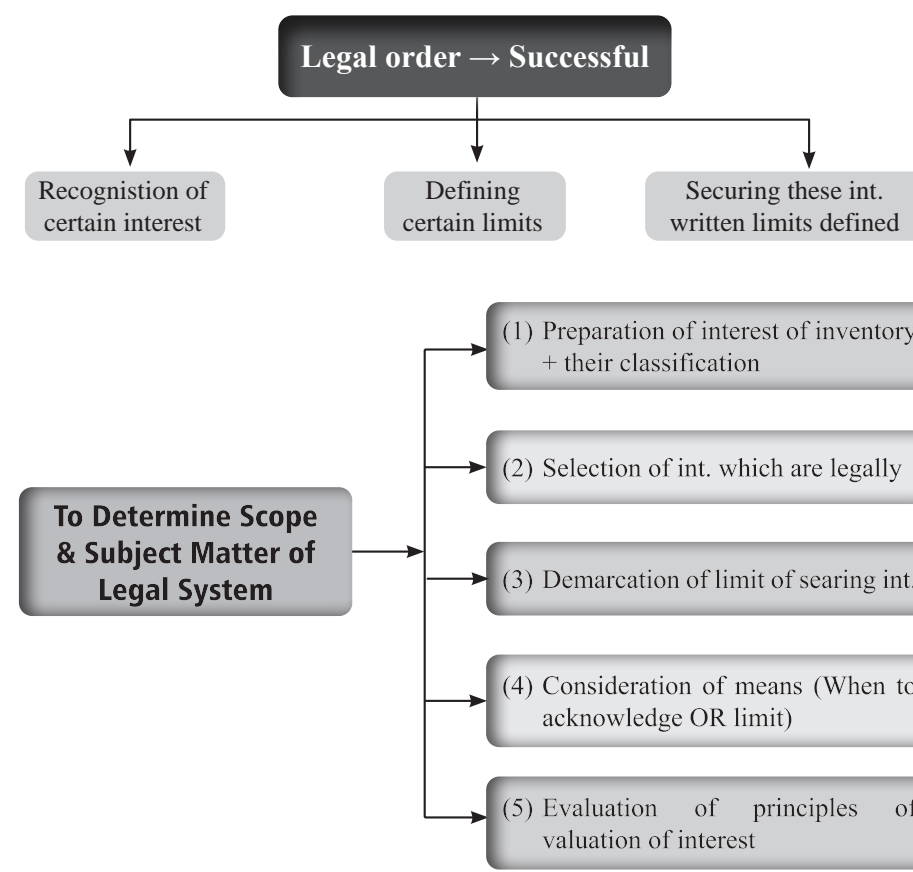 Legal order → Successful
Recognistion of
certain interest
Defining
certain limits
Securing these int.
written limits defined
To Determine Scope
& Subject Matter of
Legal System
(1) Preparation of interest of inventory
+ their classification
(2) Selection of int. which are legally
(3) Demarcation of limit of searing int.
(4) Consideration of means (When to
acknowledge OR limit)
(5) Evaluation of principles of
valuation of interest